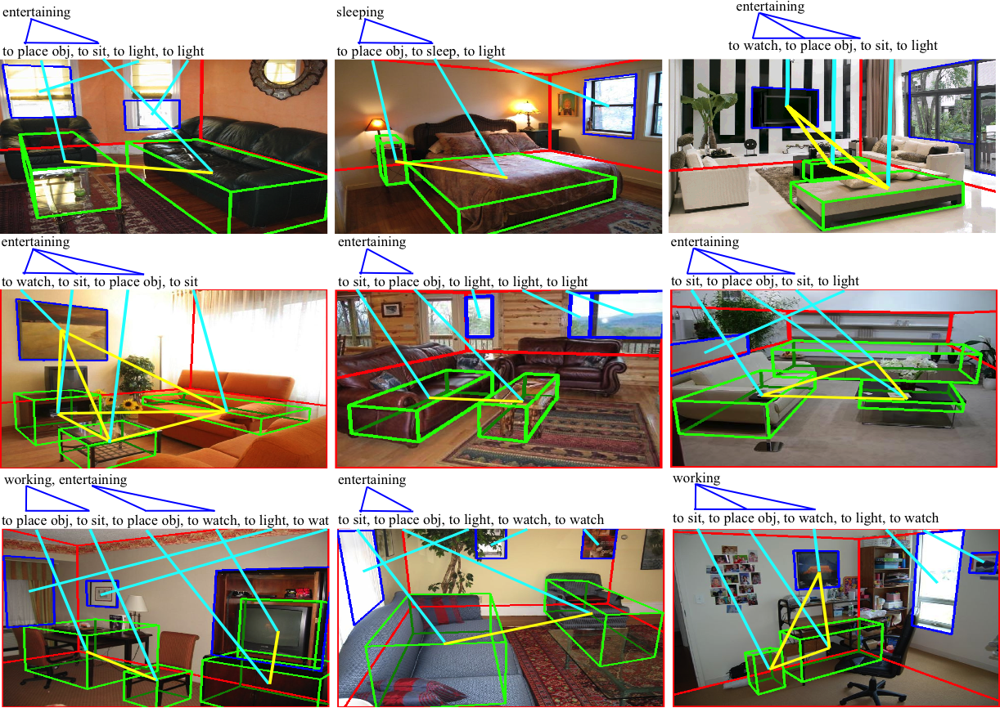 entertaining
to place obj, to sit, to light, to light
sleeping
to place obj, to sleep, to light
entertaining
to watch, to place obj, to sit, to light
entertaining
to watch, to sit, to place obj, to sit
entertaining
to sit, to place obj, to light, to light, to light
entertaining
to sit, to place obj, to sit, to light
working, entertaining
to place obj, to sit, to place obj, to watch, to light, to wat
entertaining
to sit, to place obj, to light, to watch, to watch
working
to sit, to place obj, to watch, to light, to watch